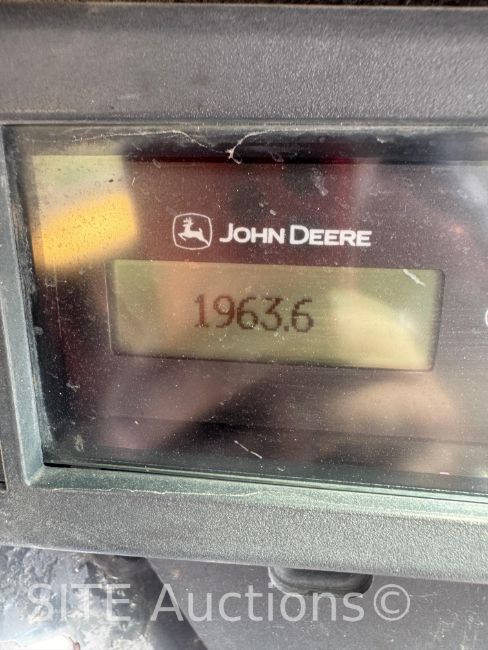 JOHN DEERE
1963.6
SITE Auctions©